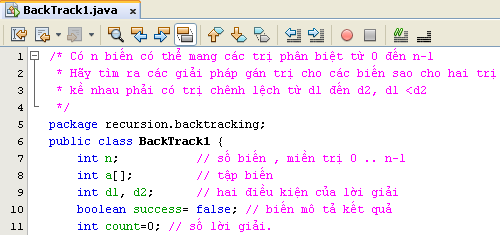 BackTrack1.java
1 /* Có n biến có thể mang các trị phân biệt từ 0 đến n-1
2 * Hãy tìm ra các giải pháp gán trị cho các biến sao cho hai trị
3 * kề nhau phải có trị chênh lệch từ d1 đến d2, d1 <d2
4 */
5 package recursion.backtracking;
6 public class BackTrack1 {
7 int n; // số biến , miền trị 0 .. n-1
8 int a[]; // tập biến
9 int d1, d2; // hai điều kiện của lời giải
10 boolean success= false; // biến mô tả kết quả
11 int count=0; // số lời giải.